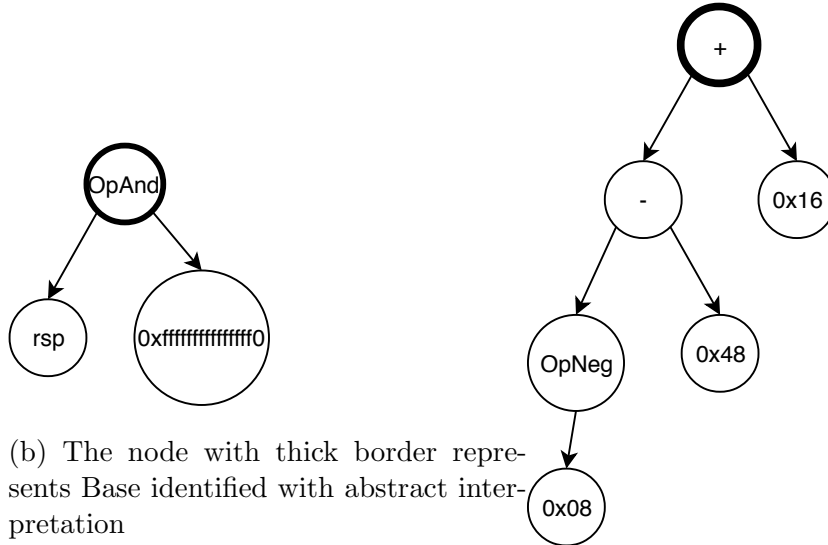 +
OpAnd
-
0x16
rsp
0xfffffffffffffff0
OpNeg
0x48
(b) The node with thick border repre-
sents Base identified with abstract inter-
pretation
0x08